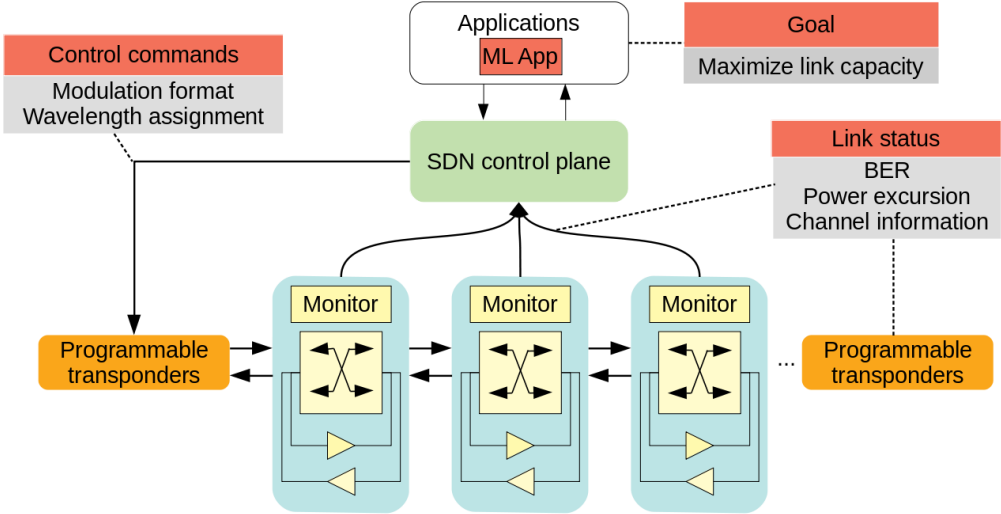 Applications
ML App
Goal
Maximize link capacity
Control commands
Modulation format
Wavelength assignment
SDN control plane
Link status
BER
Power excursion
Channel information
Monitor
Monitor
Monitor
Programmable
transponders
...
Programmable
transponders